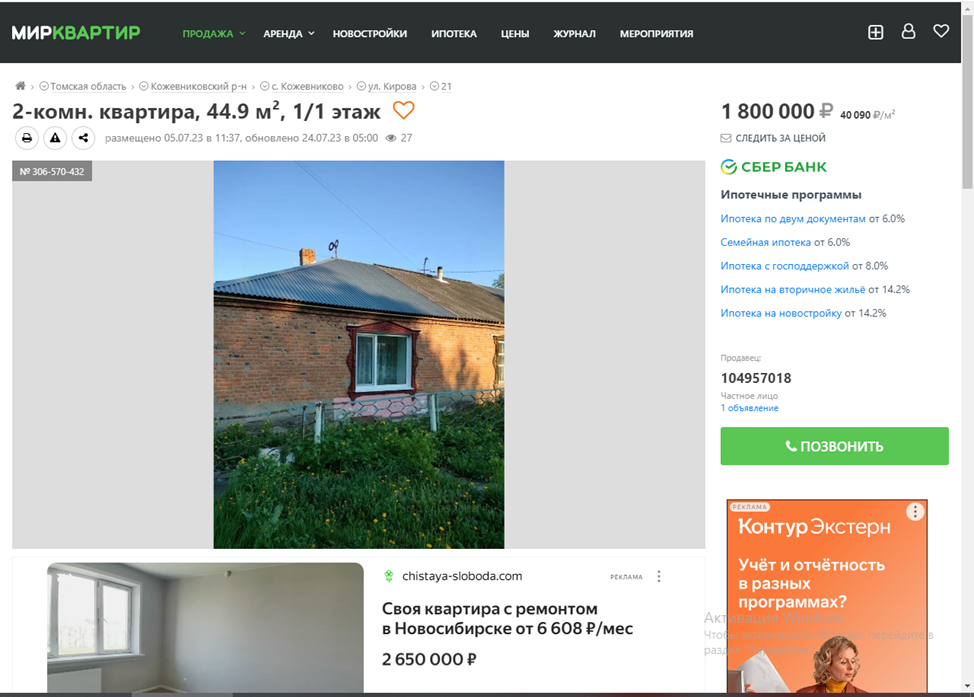 МИРКВАРТИР
ПРОДАЖА АРЕНДА НОВОСТРОЙКИ ИПОТЕКА ЦЕНЫ ЖУРНАЛ МЕРОПРИЯТИЯ
Томская область › Кожевниковский р-н › с. Кожевниково › ул. Кирова › 21
2-комн. квартира, 44.9 м², 1/1 этаж
размещено 05.07.23 в 11:37, обновлено 24.07.23 в 05:00 27
№ 306-570-432
1 800 000 ₽ 40 090 ₽/м²
СЛЕДИТЬ ЗА ЦЕНОЙ
СБЕР БАНК
Ипотечные программы
Ипотека по двум документам от 6.0%
Семейная ипотека от 6.0%
Ипотека с господдержкой от 8.0%
Ипотека на вторичное жильё от 14.2%
Ипотека на новостройку от 14.2%
Продавец:
104957018
Частное лицо
1 объявление
ПОЗВОНИТЬ
chistaya-sloboda.com РЕКЛАМА
Своя квартира с ремонтом
в Новосибирске от 6 608 ₽/мес
2 650 000 ₽
РЕКЛАМА
Контур Экстерн
Учёт и отчётность
в разных
программах?
Активация Windows
Чтобы активировать Windows, перейдите в
раздел